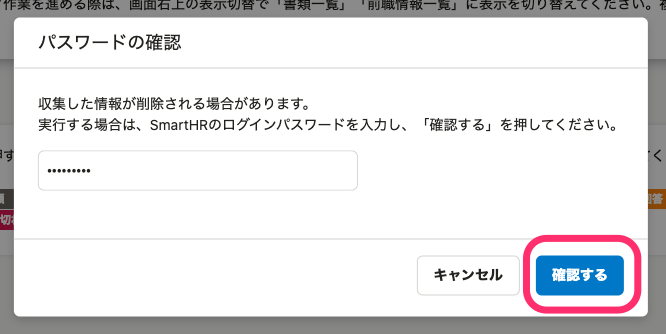 作業を進める際は、画面右上の表示切替で「書類一覧」「前職情報一覧」に表示を切り替えてください。複
パスワードの確認
収集した情報が削除される場合があります。
実行する場合は、SmartHRのログインパスワードを入力し、「確認する」を押してください。
•••••••••
キャンセル
確認する